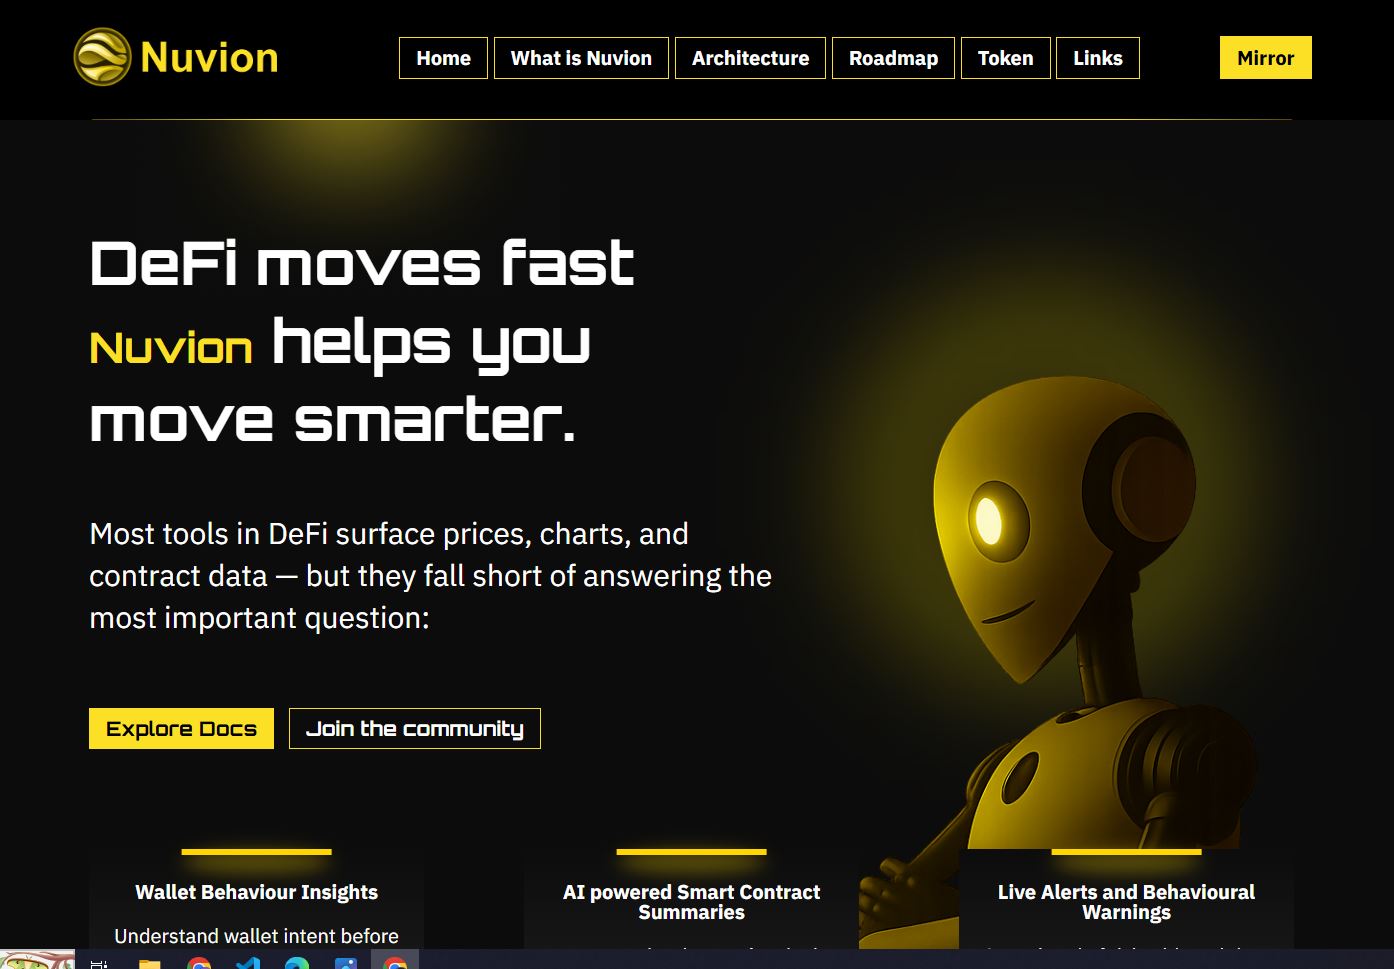 Nuvion
Home
What is Nuvion
Architecture
Roadmap
Token
Links
Mirror
DeFi moves fast
Nuvion helps you
move smarter.
Most tools in DeFi surface prices, charts, and
contract data — but they fall short of answering the
most important question:
Explore Docs
Join the community
Wallet Behaviour Insights
Understand wallet intent before
AI powered Smart Contract
Summaries
Live Alerts and Behavioural
Warnings